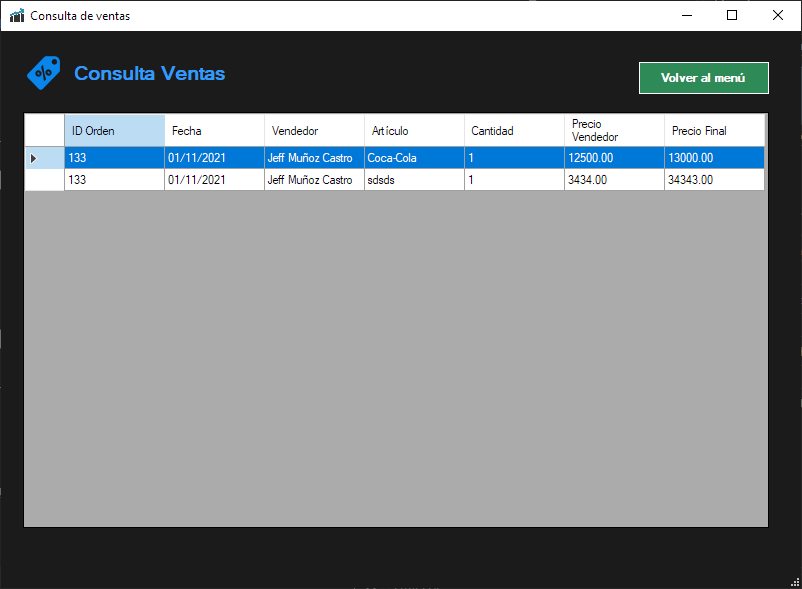 Consulta de ventas
Consulta Ventas
Volver al menú
ID Orden Fecha Vendedor Artículo Cantidad Precio Vendedor Precio Final
133 01/11/2021 Jeff Muñoz Castro Coca-Cola 1 12500.00 13000.00
133 01/11/2021 Jeff Muñoz Castro sdsds 1 3434.00 34343.00